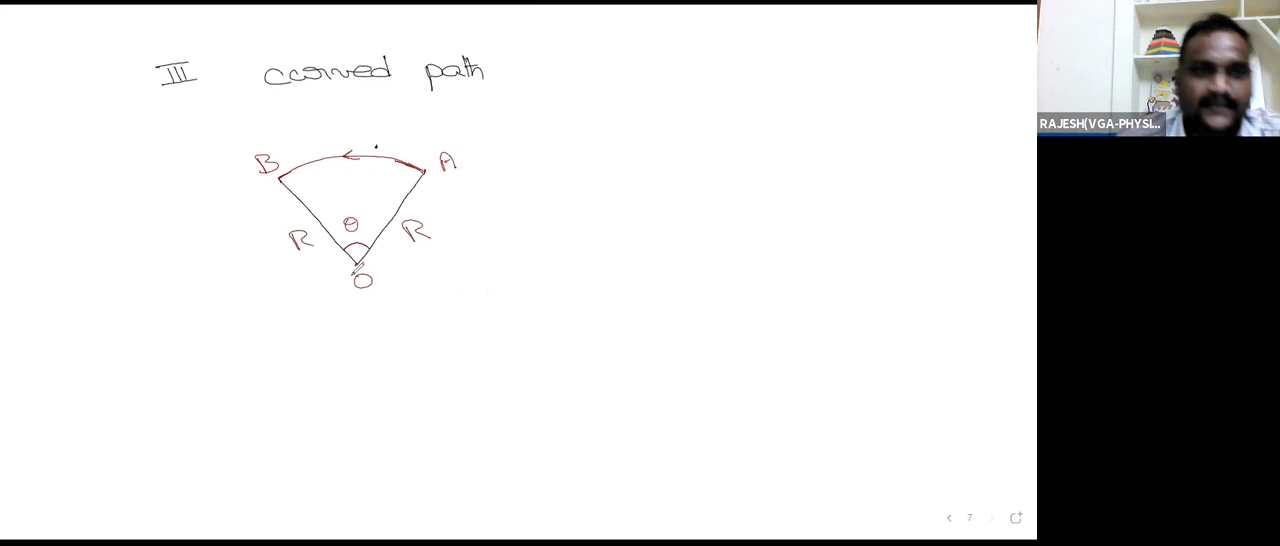 III curved path
B
A
θ
R
R
O
RAJESH(VGA-PHYSI...
7